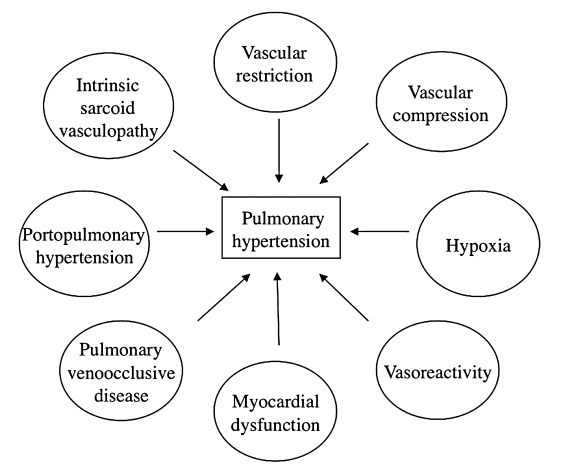 Vascular
restriction
Intrinsic
sarcoid
vasculopathy
Vascular
compression
Pulmonary
hypertension
Portopulmonary
hypertension
Hypoxia
Pulmonary
venoocclusive
disease
Myocardial
dysfunction
Vasoreactivity